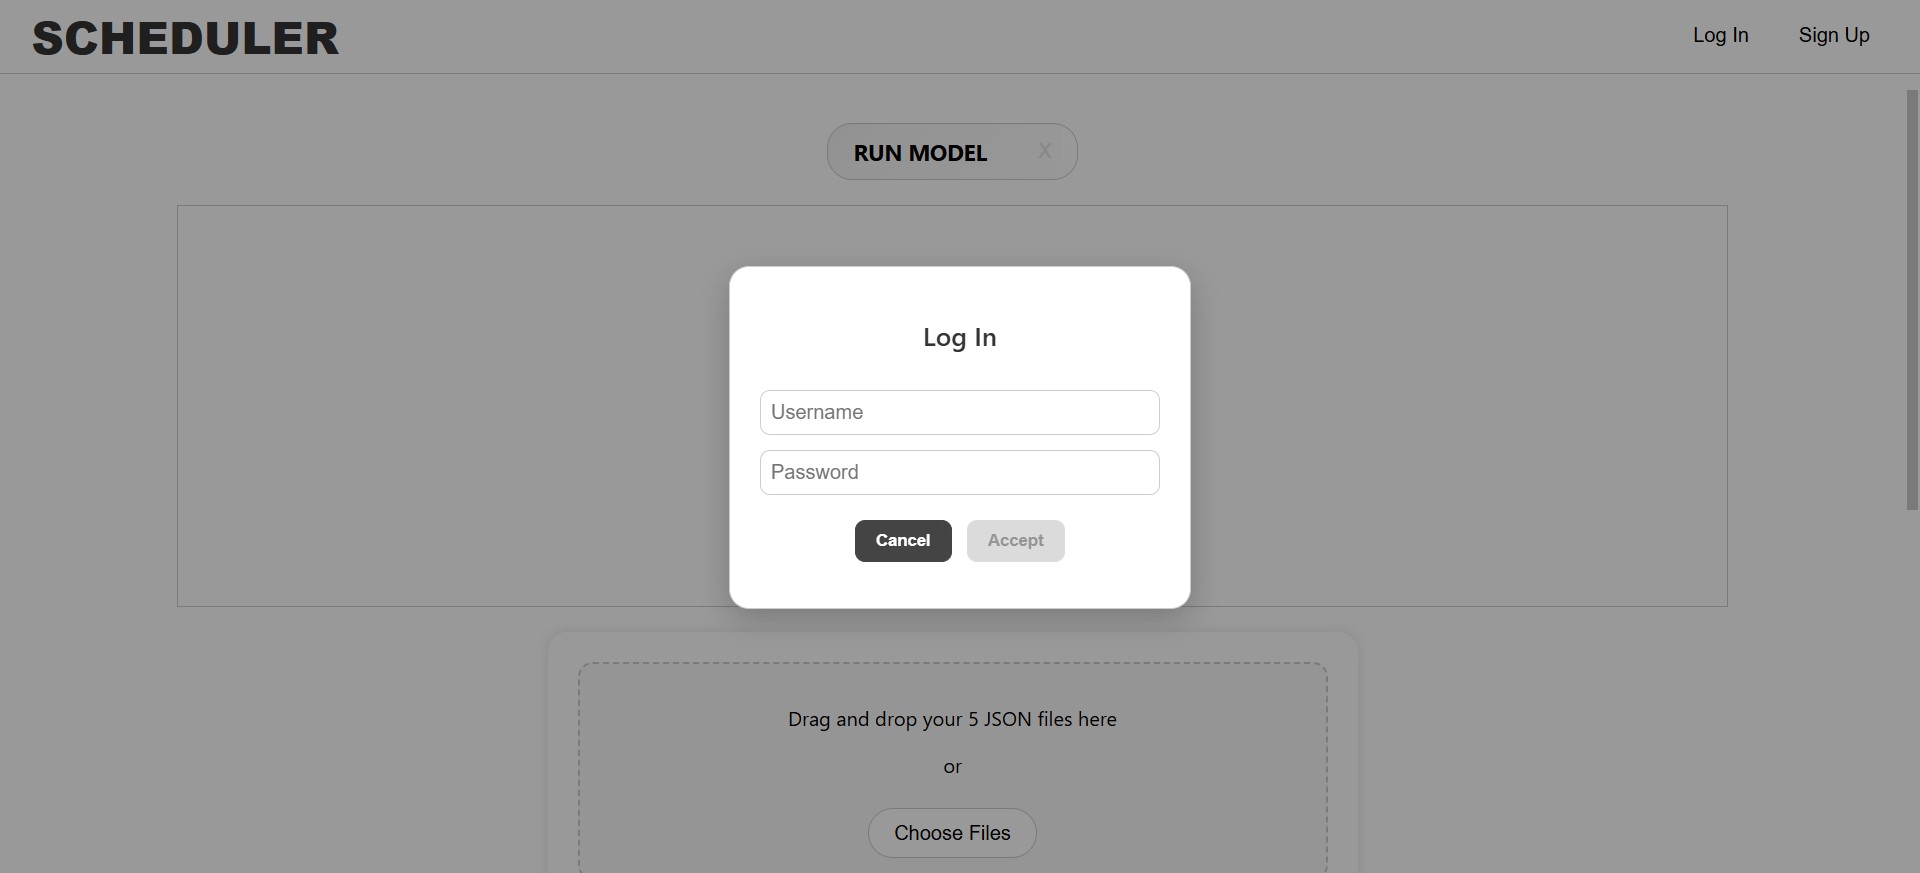 SCHEDULER
Log In
Sign Up
RUN MODEL X
Log In
Username
Password
Cancel
Accept
Drag and drop your 5 JSON files here
or
Choose Files